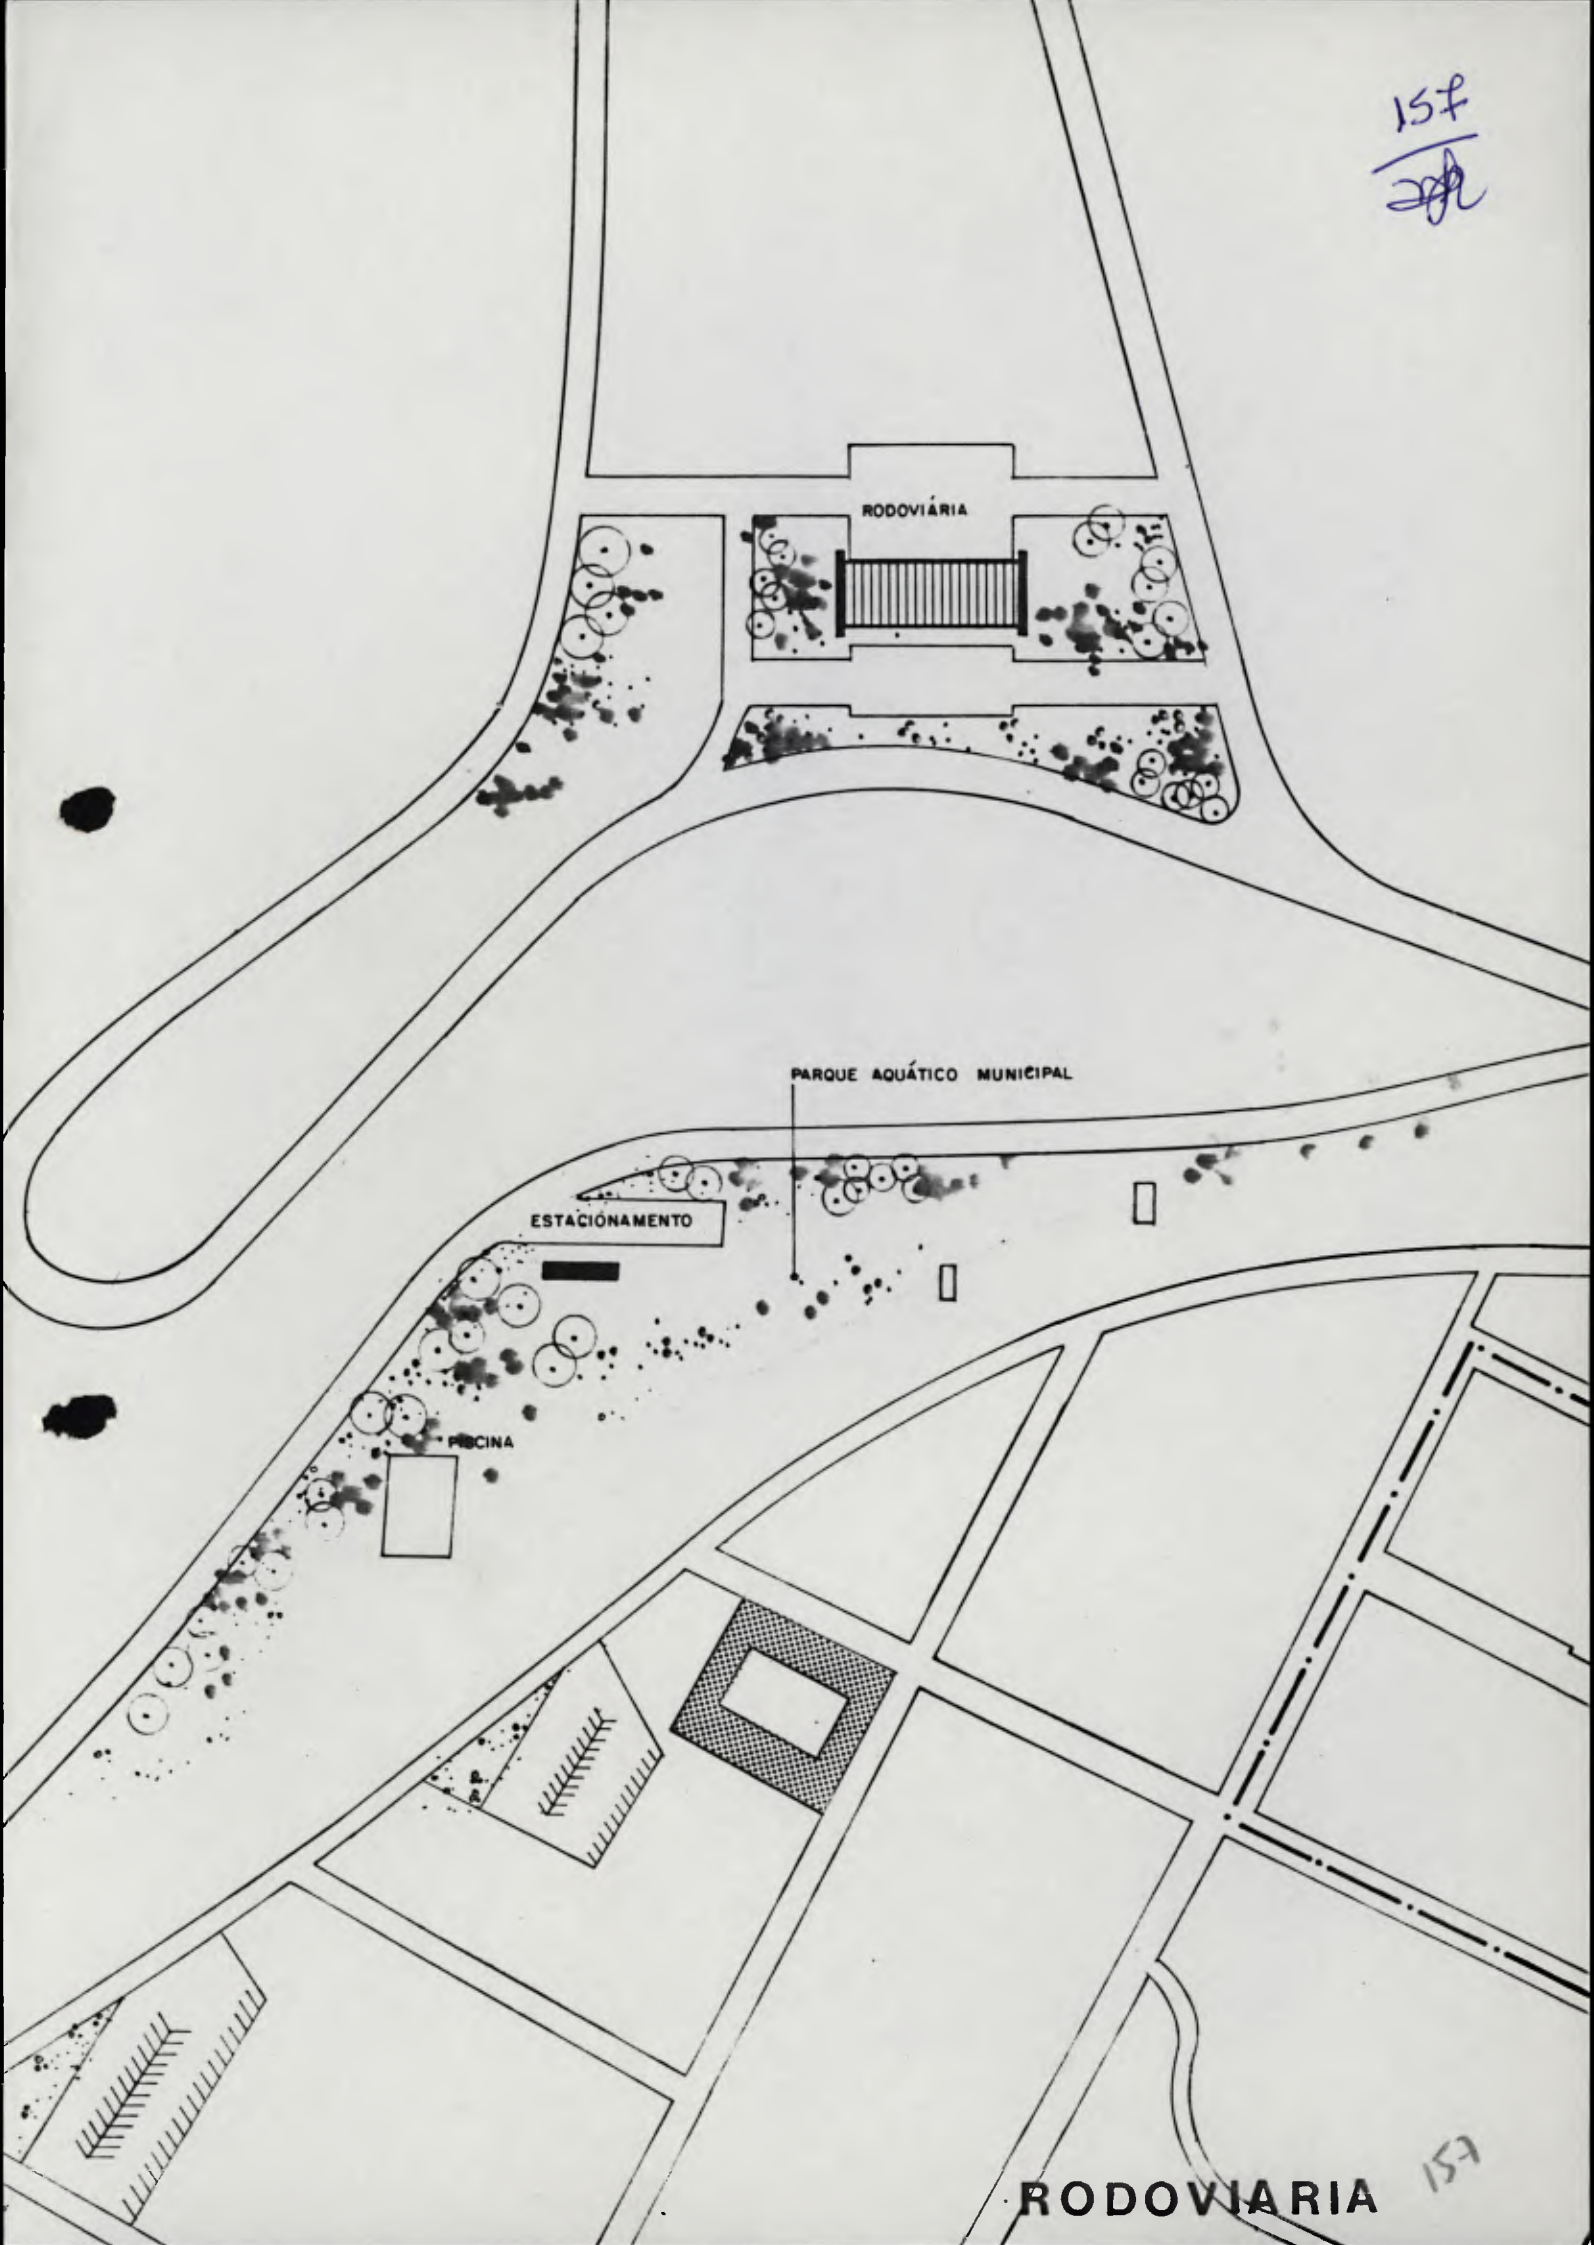 157
RODOVIÁRIA
PARQUE AQUÁTICO MUNICIPAL
ESTACIONAMENTO
PISCINA
RODOVIARIA
157